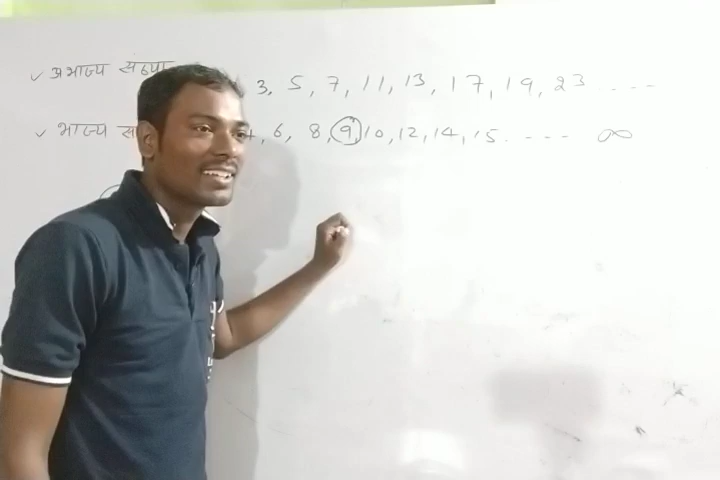 ✓ अभाज्य संख्या 3, 5, 7, 11, 13, 17, 19, 23 . . . . --
✓ भाज्य 6, 8, 9, 10, 12, 14, 15 . --- ∞